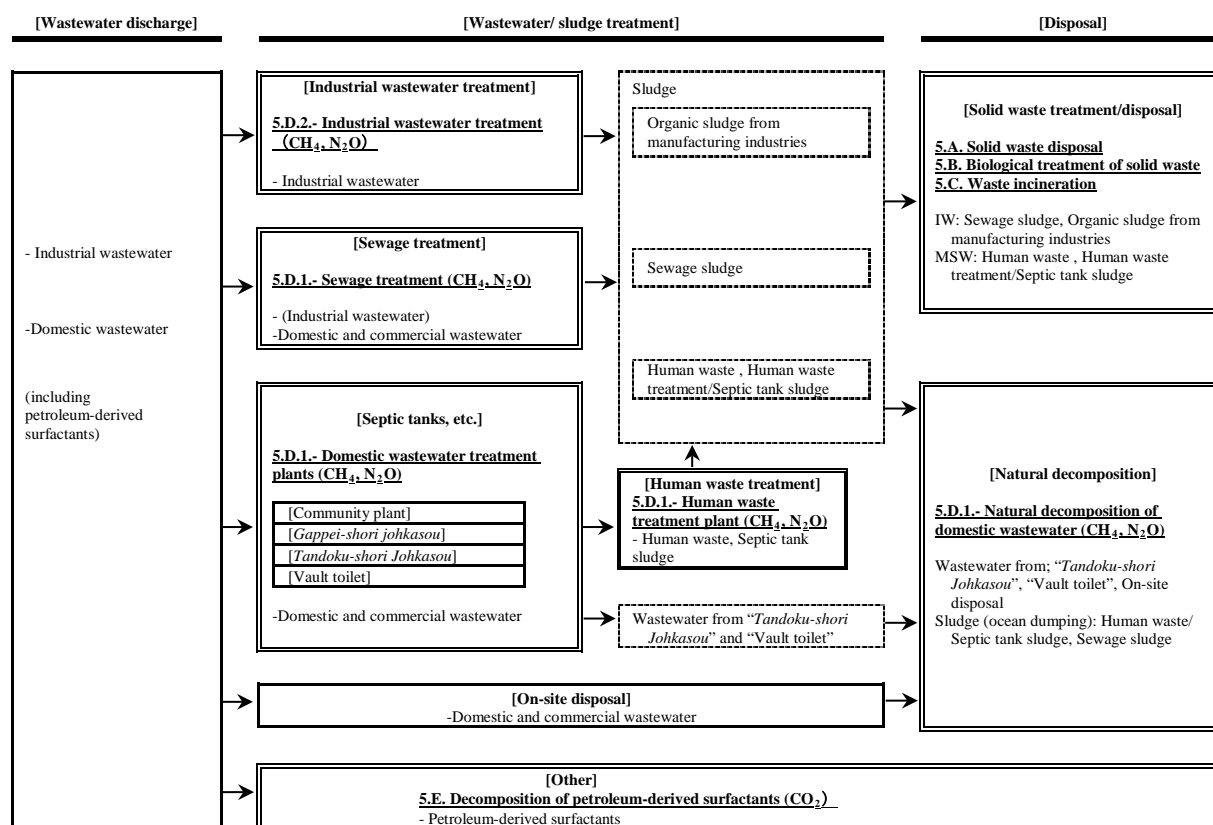 [Wastewater discharge]
[Wastewater/ sludge treatment]
[Disposal]
- Industrial wastewater
-Domestic wastewater
(including
petroleum-derived
surfactants)
[Industrial wastewater treatment]
5.D.2.- Industrial wastewater treatment
（CH₄, N₂O）
- Industrial wastewater
[Sewage treatment]
5.D.1.- Sewage treatment (CH₄, N₂O)
- (Industrial wastewater)
-Domestic and commercial wastewater
[Septic tanks, etc.]
5.D.1.- Domestic wastewater treatment
plants (CH₄, N₂O)
[Community plant]
[Gappei-shori johkasou]
[Tandoku-shori Johkasou]
[Vault toilet]
-Domestic and commercial wastewater
Sludge
Organic sludge from
manufacturing industries
Sewage sludge
Human waste , Human waste
treatment/Septic tank sludge
[Human waste treatment]
5.D.1.- Human waste
treatment plant (CH₄, N₂O)
- Human waste, Septic tank
sludge
Wastewater from “Tandoku-shori
Johkasou” and “Vault toilet”
[On-site disposal]
-Domestic and commercial wastewater
[Solid waste treatment/disposal]
5.A. Solid waste disposal
5.B. Biological treatment of solid waste
5.C. Waste incineration
IW: Sewage sludge, Organic sludge from
manufacturing industries
MSW: Human waste , Human waste
treatment/Septic tank sludge
[Natural decomposition]
5.D.1.- Natural decomposition of
domestic wastewater (CH₄, N₂O)
Wastewater from; “Tandoku-shori
Johkasou”, “Vault toilet”, On-site
disposal
Sludge (ocean dumping): Human waste/
Septic tank sludge, Sewage sludge
[Other]
5.E. Decomposition of petroleum-derived surfactants (CO₂）
- Petroleum-derived surfactants